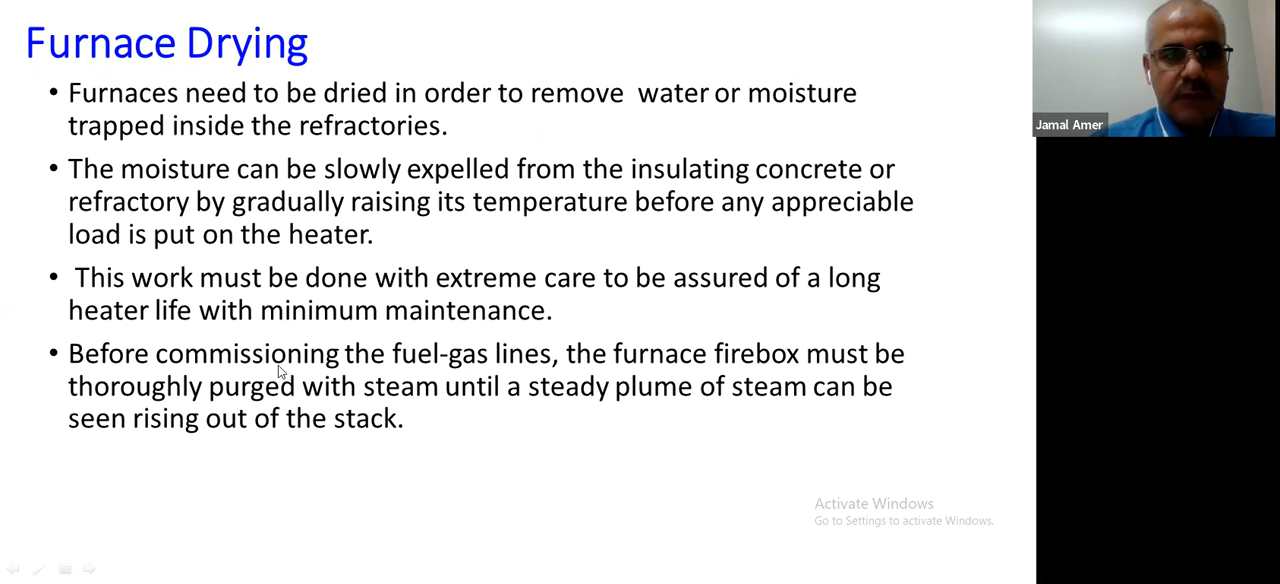 Furnace Drying
• Furnaces need to be dried in order to remove water or moisture
trapped inside the refractories.
• The moisture can be slowly expelled from the insulating concrete or
refractory by gradually raising its temperature before any appreciable
load is put on the heater.
• This work must be done with extreme care to be assured of a long
heater life with minimum maintenance.
• Before commissioning the fuel-gas lines, the furnace firebox must be
thoroughly purged with steam until a steady plume of steam can be
seen rising out of the stack.
Activate Windows
Go to Settings to activate Windows.
Jamal Amer